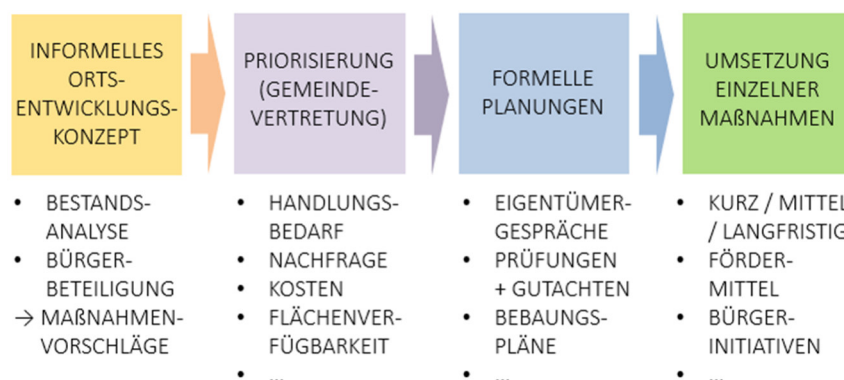 INFORMELLES
ORTS-
ENTWICKLUNGS-
KONZEPT
• BESTANDS-
ANALYSE
• BÜRGER-
BETEILIGUNG
→ MAßNAHMEN-
VORSCHLÄGE
PRIORISIERUNG
(GEMEINDE-
VERTRETUNG)
• HANDLUNGS-
BEDARF
• NACHFRAGE
• KOSTEN
• FLÄCHENVER-
FÜGBARKEIT
• ...
FORMELLE
PLANUNGEN
• EIGENTÜMER-
GESPRÄCHE
• PRÜFUNGEN
+ GUTACHTEN
• BEBAUNGS-
PLÄNE
• ...
UMSETZUNG
EINZELNER
MAßNAHMEN
• KURZ / MITTEL
/ LANGFRISTIG
• FÖRDER-
MITTEL
• BÜRGER-
INITIATIVEN
• ...